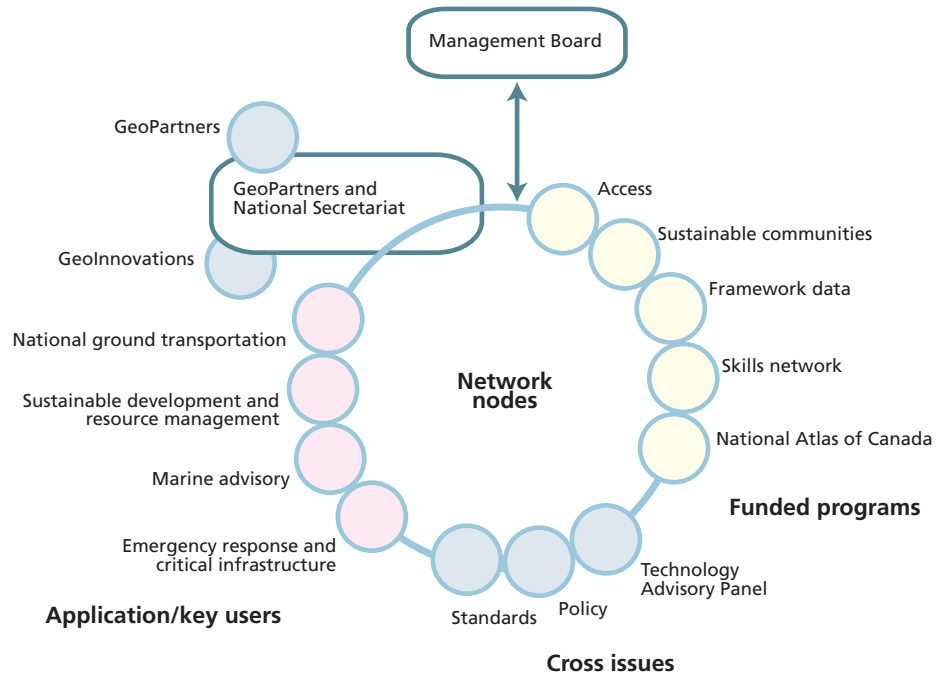 Management Board
GeoPartners
GeoPartners and
National Secretariat
Access
Sustainable communities
GeoInnovations
Framework data
National ground transportation
Skills network
Network
nodes
Sustainable development and
resource management
National Atlas of Canada
Marine advisory
Funded programs
Emergency response and
critical infrastructure
Technology
Advisory Panel
Application/key users
Standards
Policy
Cross issues